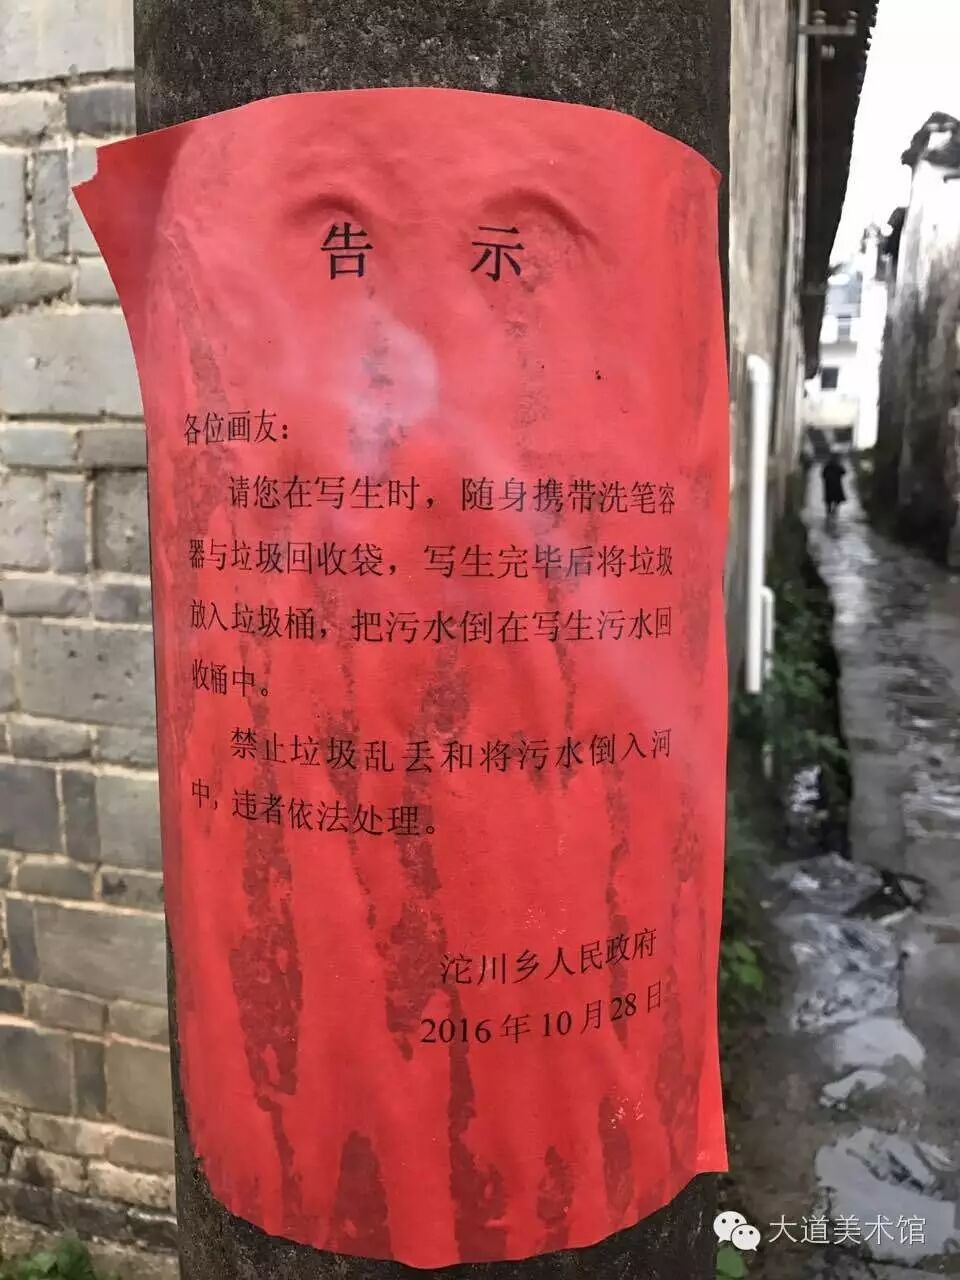 告 示
各位画友：
请您在写生时，随身携带洗笔容
器与垃圾回收袋，写生完毕后将垃圾
放入垃圾桶，把污水倒在写生污水回
收桶中。
禁止垃圾乱丢和将污水倒入河
中，违者依法处理。
沱川乡人民政府
2016年10月28日
大道美术馆